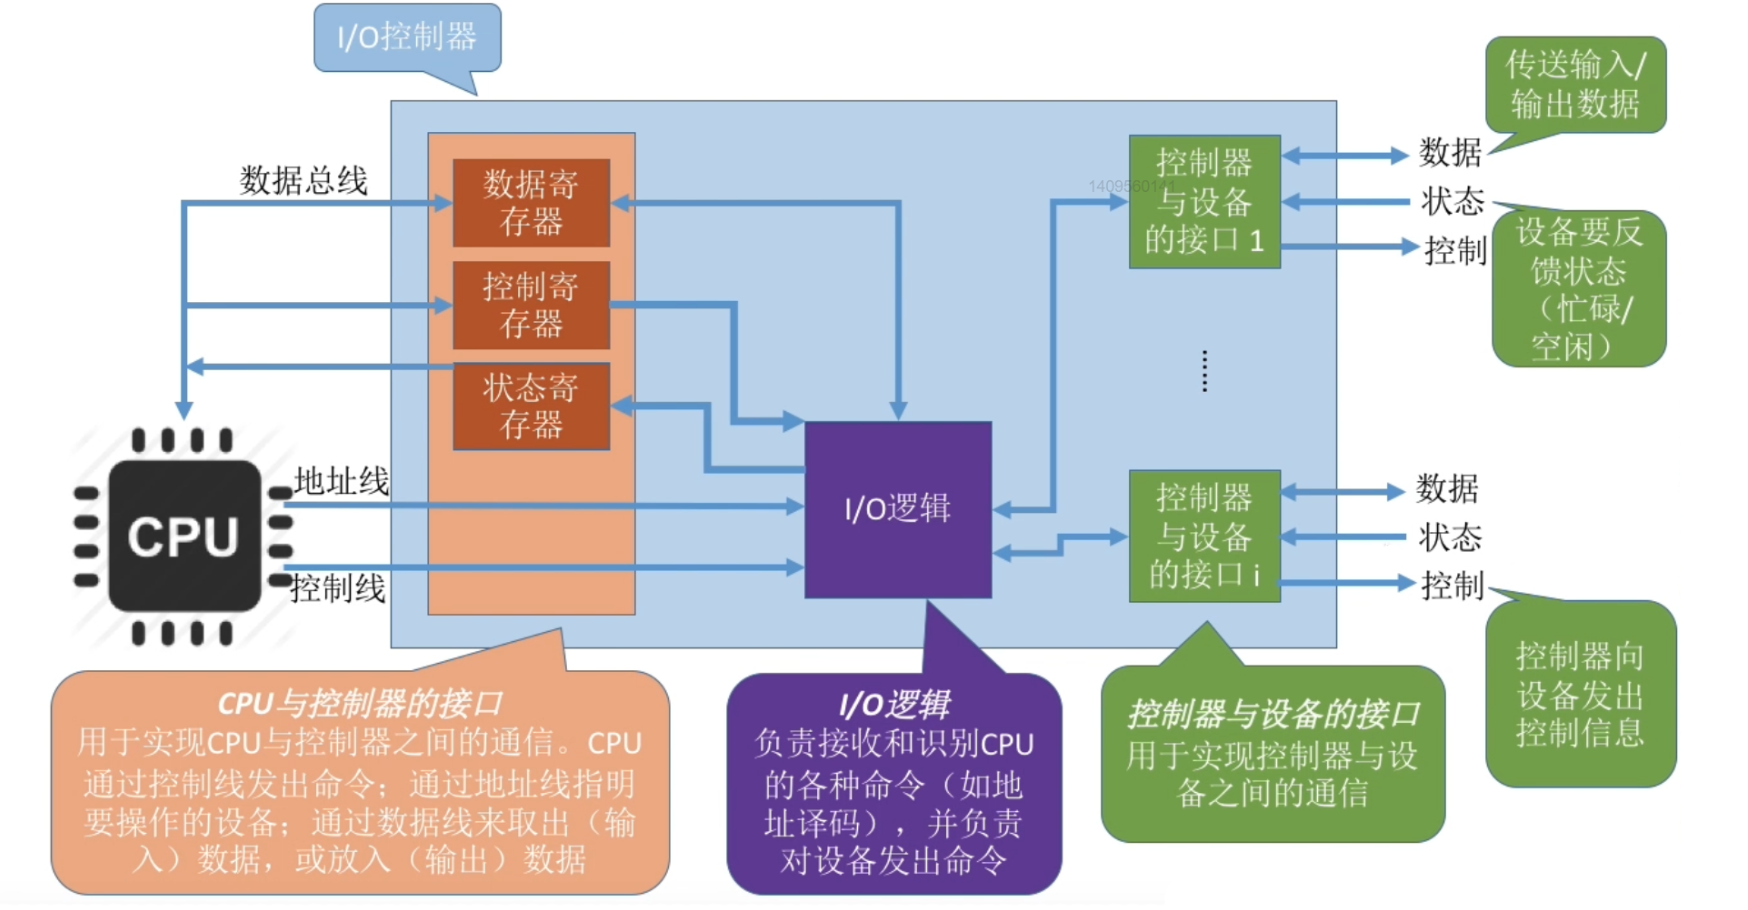 I/O控制器
传送输入/
输出数据
数据总线
数据寄
存器
控制寄
存器
状态寄
存器
控制器
与设备
的接口 1
1409560141
数据
状态
控制
设备要反
馈状态
（忙碌/
空闲）
CPU
地址线
控制线
I/O逻辑
控制器
与设备
的接口 i
数据
状态
控制
控制器向
设备发出
控制信息
CPU与控制器的接口
用于实现CPU与控制器之间的通信。CPU
通过控制线发出命令；通过地址线指明
要操作的设备；通过数据线来取出（输
入）数据，或放入（输出）数据
I/O逻辑
负责接收和识别CPU
的各种命令（如地
址译码），并负责
对设备发出命令
控制器与设备的接口
用于实现控制器与设
备之间的通信